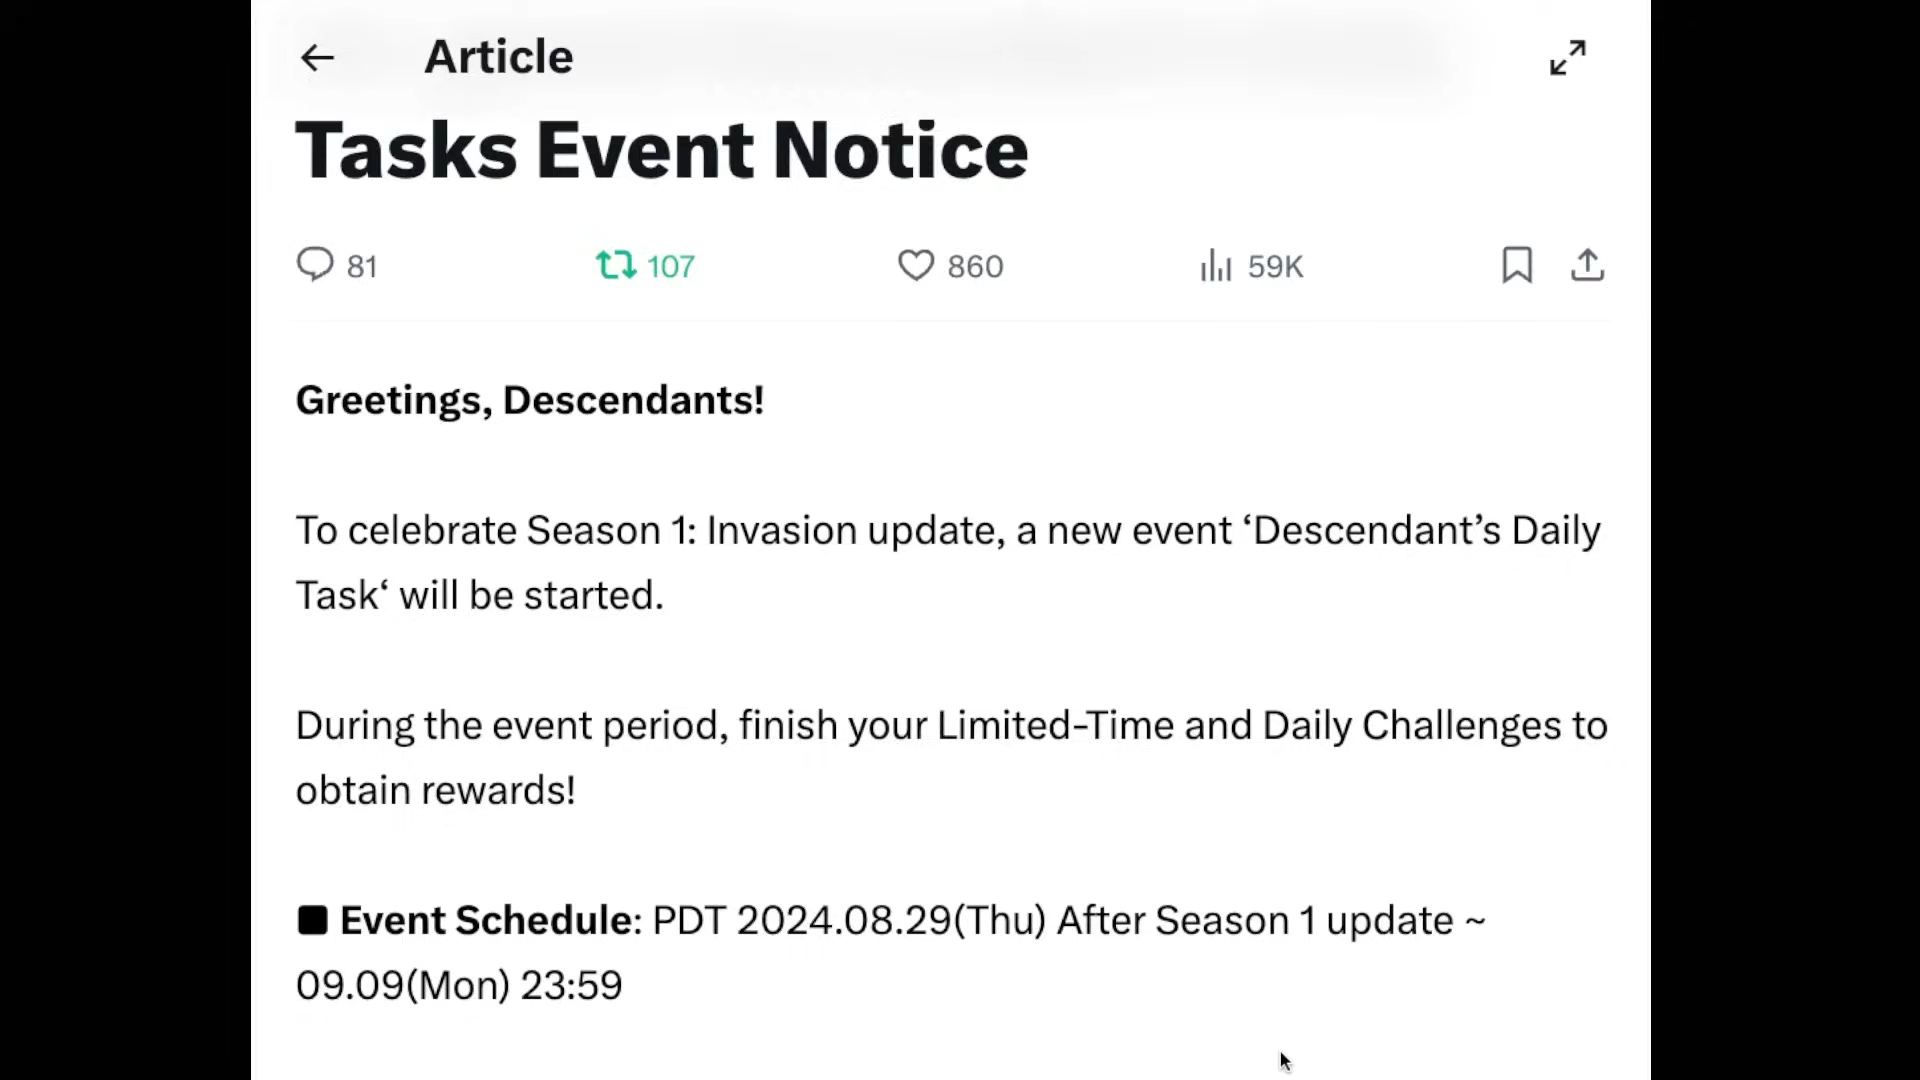 Article
Tasks Event Notice
81
107
860
59K
Greetings, Descendants!
To celebrate Season 1: Invasion update, a new event ‘Descendant’s Daily
Task‘ will be started.
During the event period, finish your Limited-Time and Daily Challenges to
obtain rewards!
■ Event Schedule: PDT 2024.08.29(Thu) After Season 1 update ~
09.09(Mon) 23:59